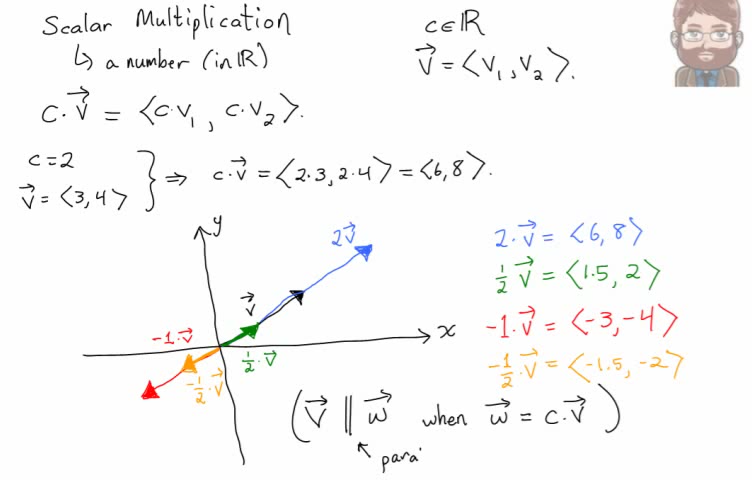 Scalar Multiplication
↳ a number (in ℝ)
c∈ℝ
v⃗ = ⟨v₁, v₂⟩.
c·v⃗ = ⟨c·v₁, c·v₂⟩.
c=2
v⃗ = ⟨3,4⟩
⇒ c·v⃗ = ⟨2·3, 2·4⟩ = ⟨6,8⟩.
y
2v⃗
v⃗
x
-1·v⃗
½·v⃗
-½·v⃗
2·v⃗ = ⟨6, 8⟩
½v⃗ = ⟨1.5, 2⟩
-1·v⃗ = ⟨-3, -4⟩
-½·v⃗ = ⟨-1.5, -2⟩
(v⃗ ∥ w⃗ when w⃗ = c·v⃗)
para